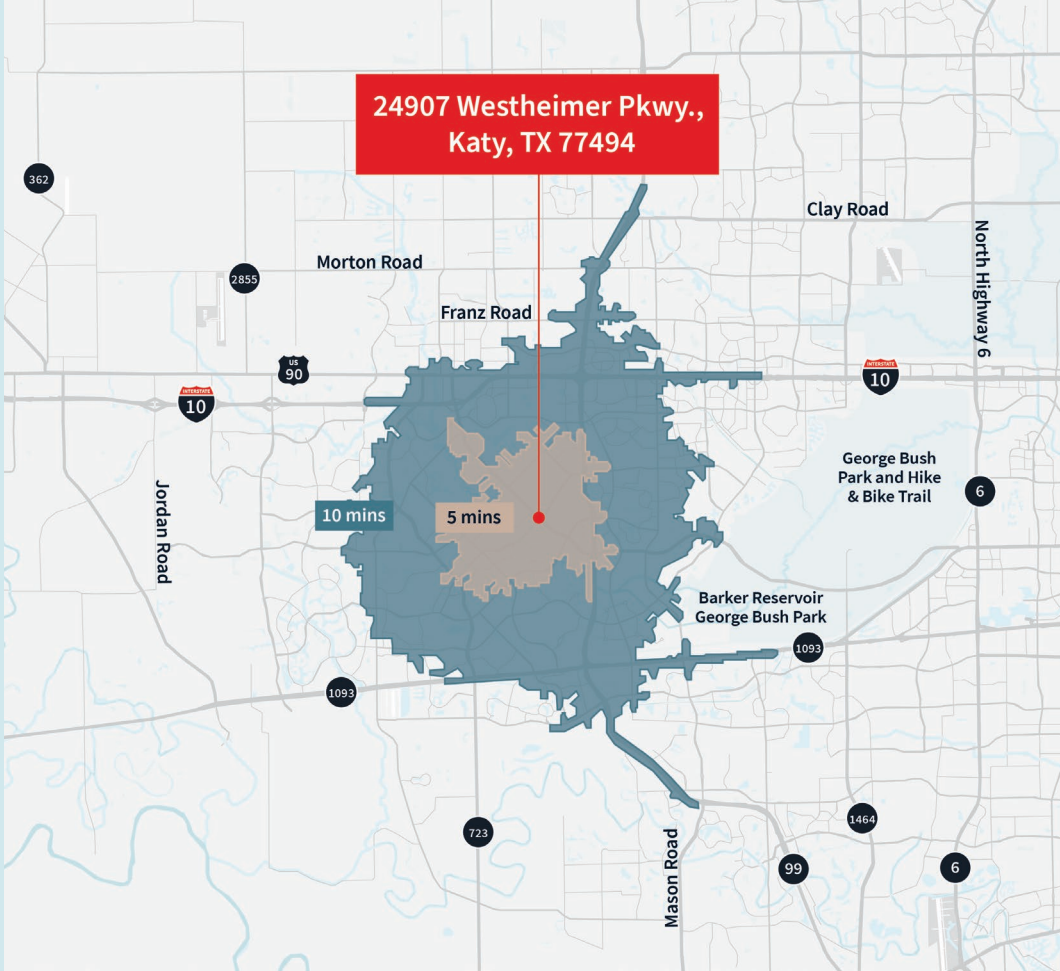 24907 Westheimer Pkwy.,
Katy, TX 77494
362
Clay Road
North Highway 6
Morton Road
2855
Franz Road
US
90
INTERSTATE
10
INTERSTATE
10
George Bush
Park and Hike
& Bike Trail
6
Jordan Road
10 mins
5 mins
Barker Reservoir
George Bush Park
1093
1093
723
1464
Mason Road
99
6